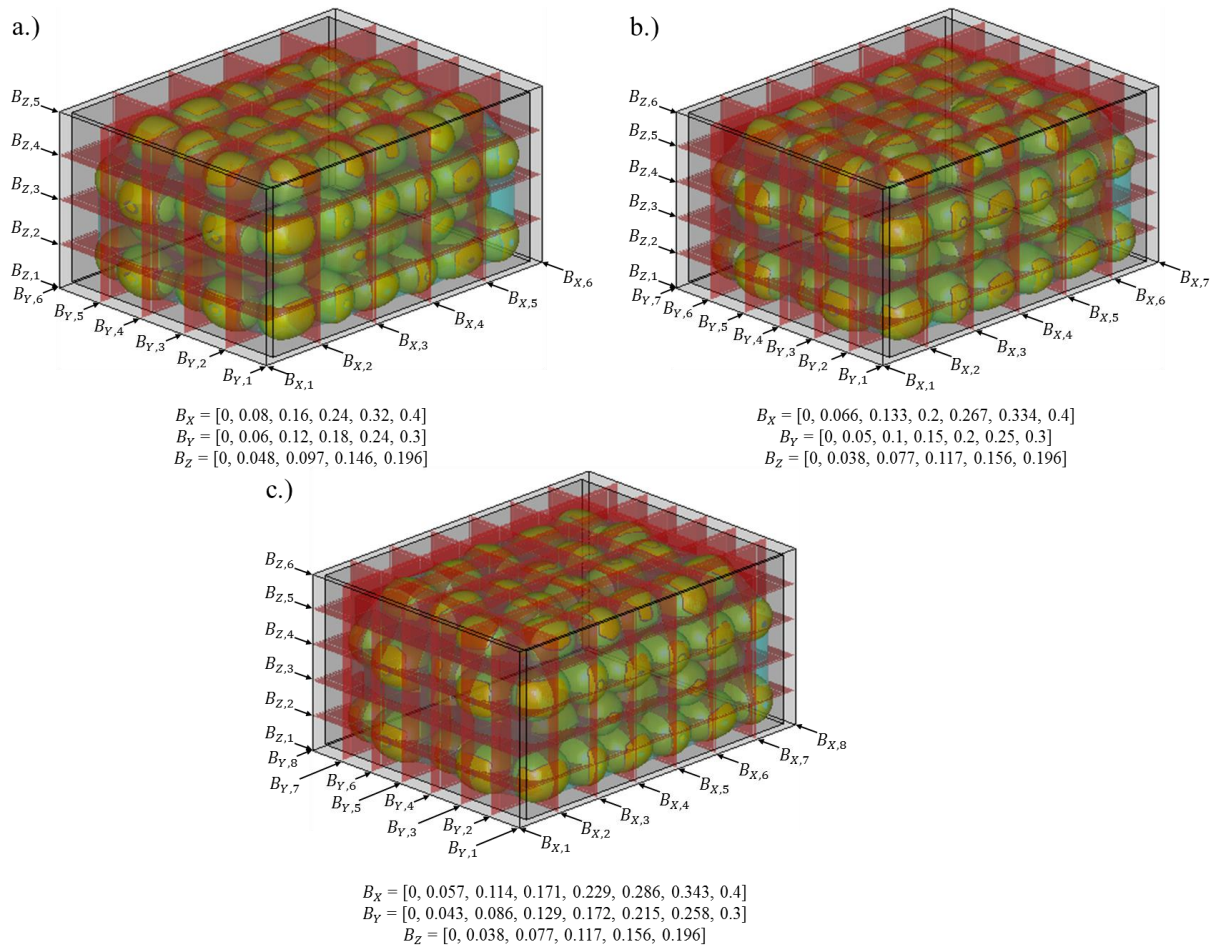 a.)
B_{Z,5}
B_{Z,4}
B_{Z,3}
B_{Z,2}
B_{Z,1}
B_{Y,6}
B_{Y,5}
B_{Y,4}
B_{Y,3}
B_{Y,2}
B_{Y,1}
B_{X,1}
B_{X,2}
B_{X,3}
B_{X,4}
B_{X,5}
B_{X,6}
B_X = [0, 0.08, 0.16, 0.24, 0.32, 0.4]
B_Y = [0, 0.06, 0.12, 0.18, 0.24, 0.3]
B_Z = [0, 0.048, 0.097, 0.146, 0.196]
b.)
B_{Z,6}
B_{Z,5}
B_{Z,4}
B_{Z,3}
B_{Z,2}
B_{Z,1}
B_{Y,7}
B_{Y,6}
B_{Y,5}
B_{Y,4}
B_{Y,3}
B_{Y,2}
B_{Y,1}
B_{X,1}
B_{X,2}
B_{X,3}
B_{X,4}
B_{X,5}
B_{X,6}
B_{X,7}
B_X = [0, 0.066, 0.133, 0.2, 0.267, 0.334, 0.4]
B_Y = [0, 0.05, 0.1, 0.15, 0.2, 0.25, 0.3]
B_Z = [0, 0.038, 0.077, 0.117, 0.156, 0.196]
c.)
B_{Z,6}
B_{Z,5}
B_{Z,4}
B_{Z,3}
B_{Z,2}
B_{Z,1}
B_{Y,8}
B_{Y,7}
B_{Y,6}
B_{Y,5}
B_{Y,4}
B_{Y,3}
B_{Y,2}
B_{Y,1}
B_{X,1}
B_{X,2}
B_{X,3}
B_{X,4}
B_{X,5}
B_{X,6}
B_{X,7}
B_{X,8}
B_X = [0, 0.057, 0.114, 0.171, 0.229, 0.286, 0.343, 0.4]
B_Y = [0, 0.043, 0.086, 0.129, 0.172, 0.215, 0.258, 0.3]
B_Z = [0, 0.038, 0.077, 0.117, 0.156, 0.196]